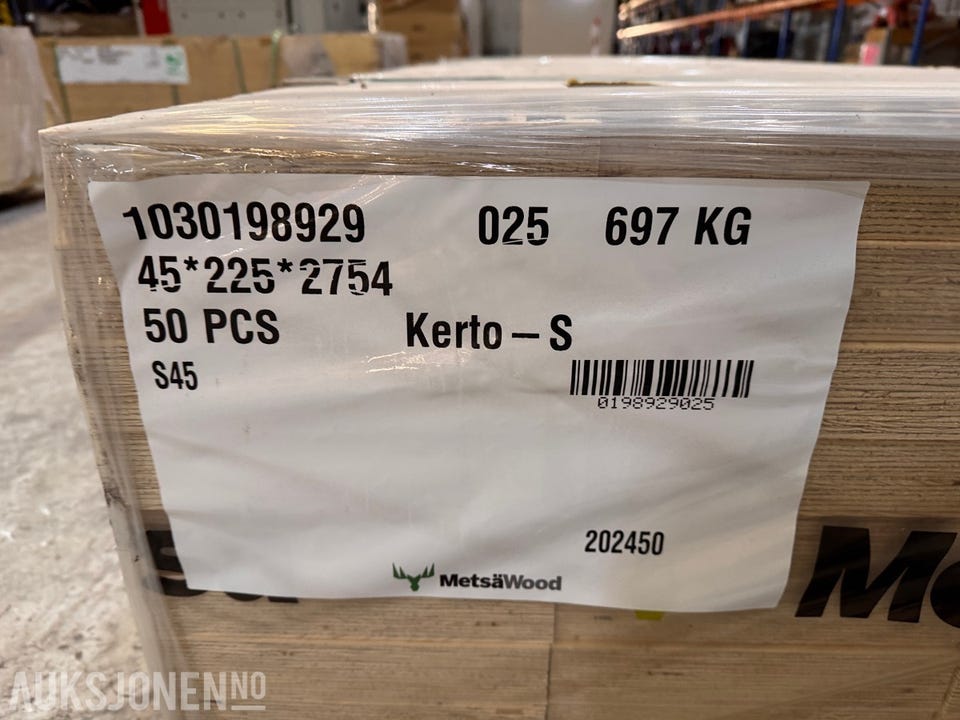 1030198929 025 697 KG
45*225*2754
50 PCS Kerto – S
S45
0198929025
202450
MetsäWood
AUKSJONEN.NO